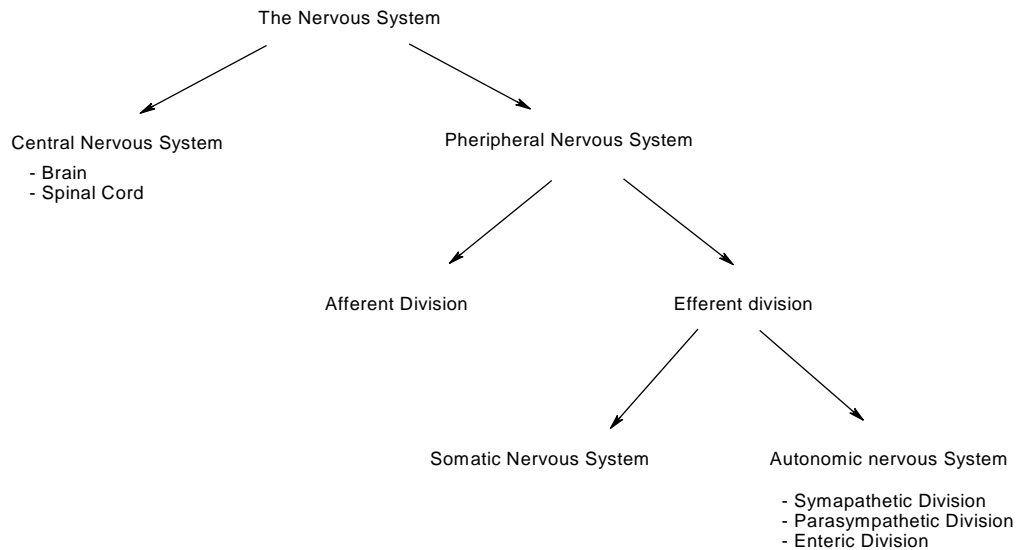 The Nervous System
Central Nervous System
- Brain
- Spinal Cord
Pheripheral Nervous System
Afferent Division
Efferent division
Somatic Nervous System
Autonomic nervous System
- Symapathetic Division
- Parasympathetic Division
- Enteric Division